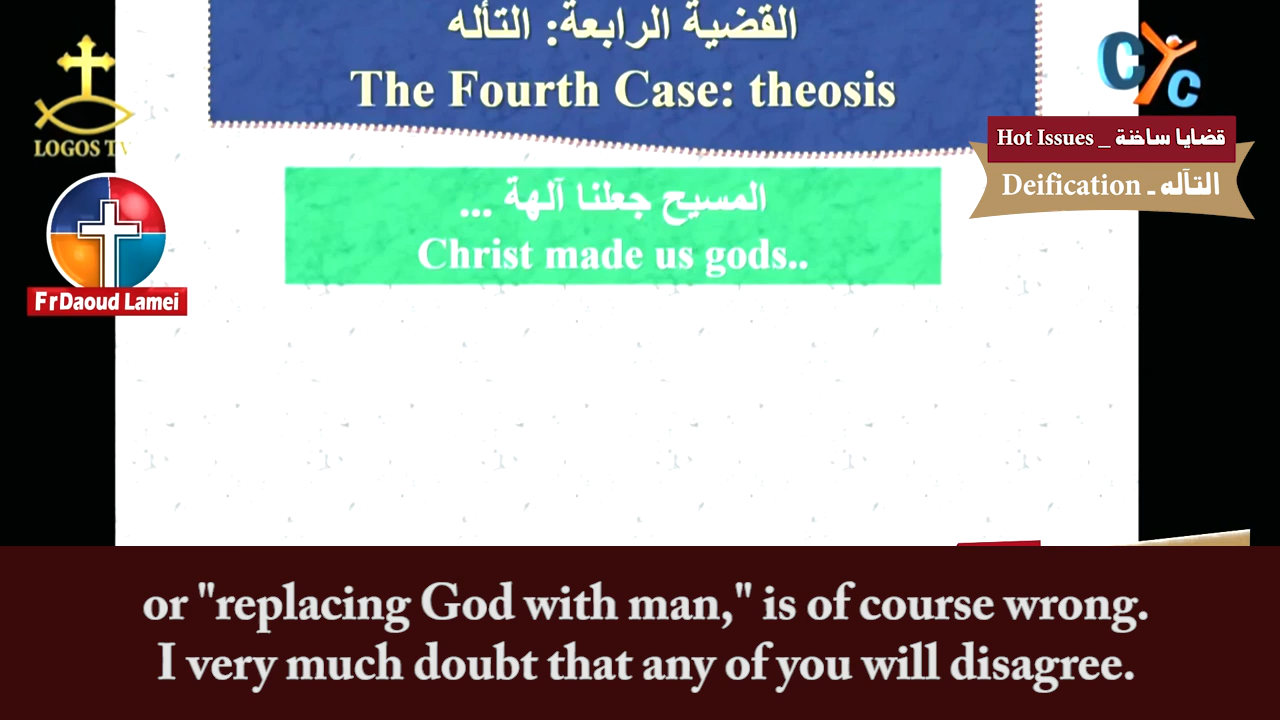 القضية الرابعة: التأله
The Fourth Case: theosis
LOGOS TV
CYC
Hot Issues _ قضايا ساخنة
Deification - التآله
المسيح جعلنا آلهة ...
Christ made us gods..
FrDaoud Lamei
or "replacing God with man," is of course wrong.
I very much doubt that any of you will disagree.